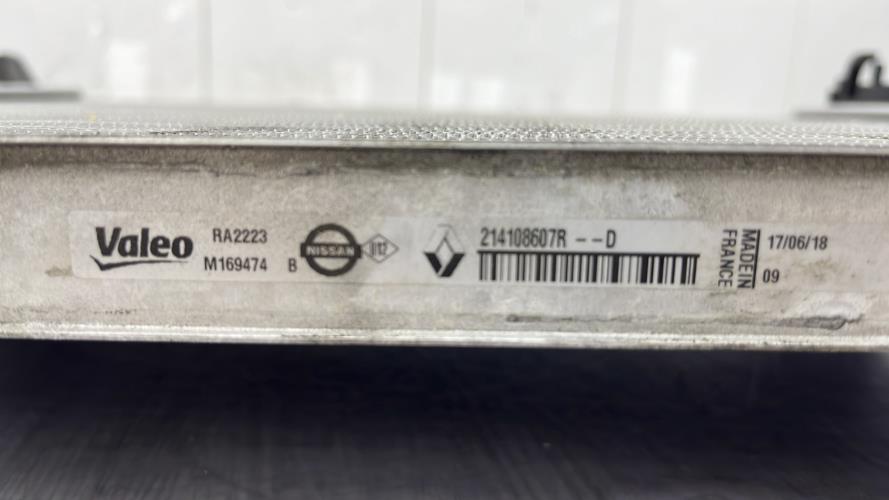 Valeo
RA2223
M169474 B
NISSAN
214108607R --D
MADE IN
FRANCE
17/06/18
09